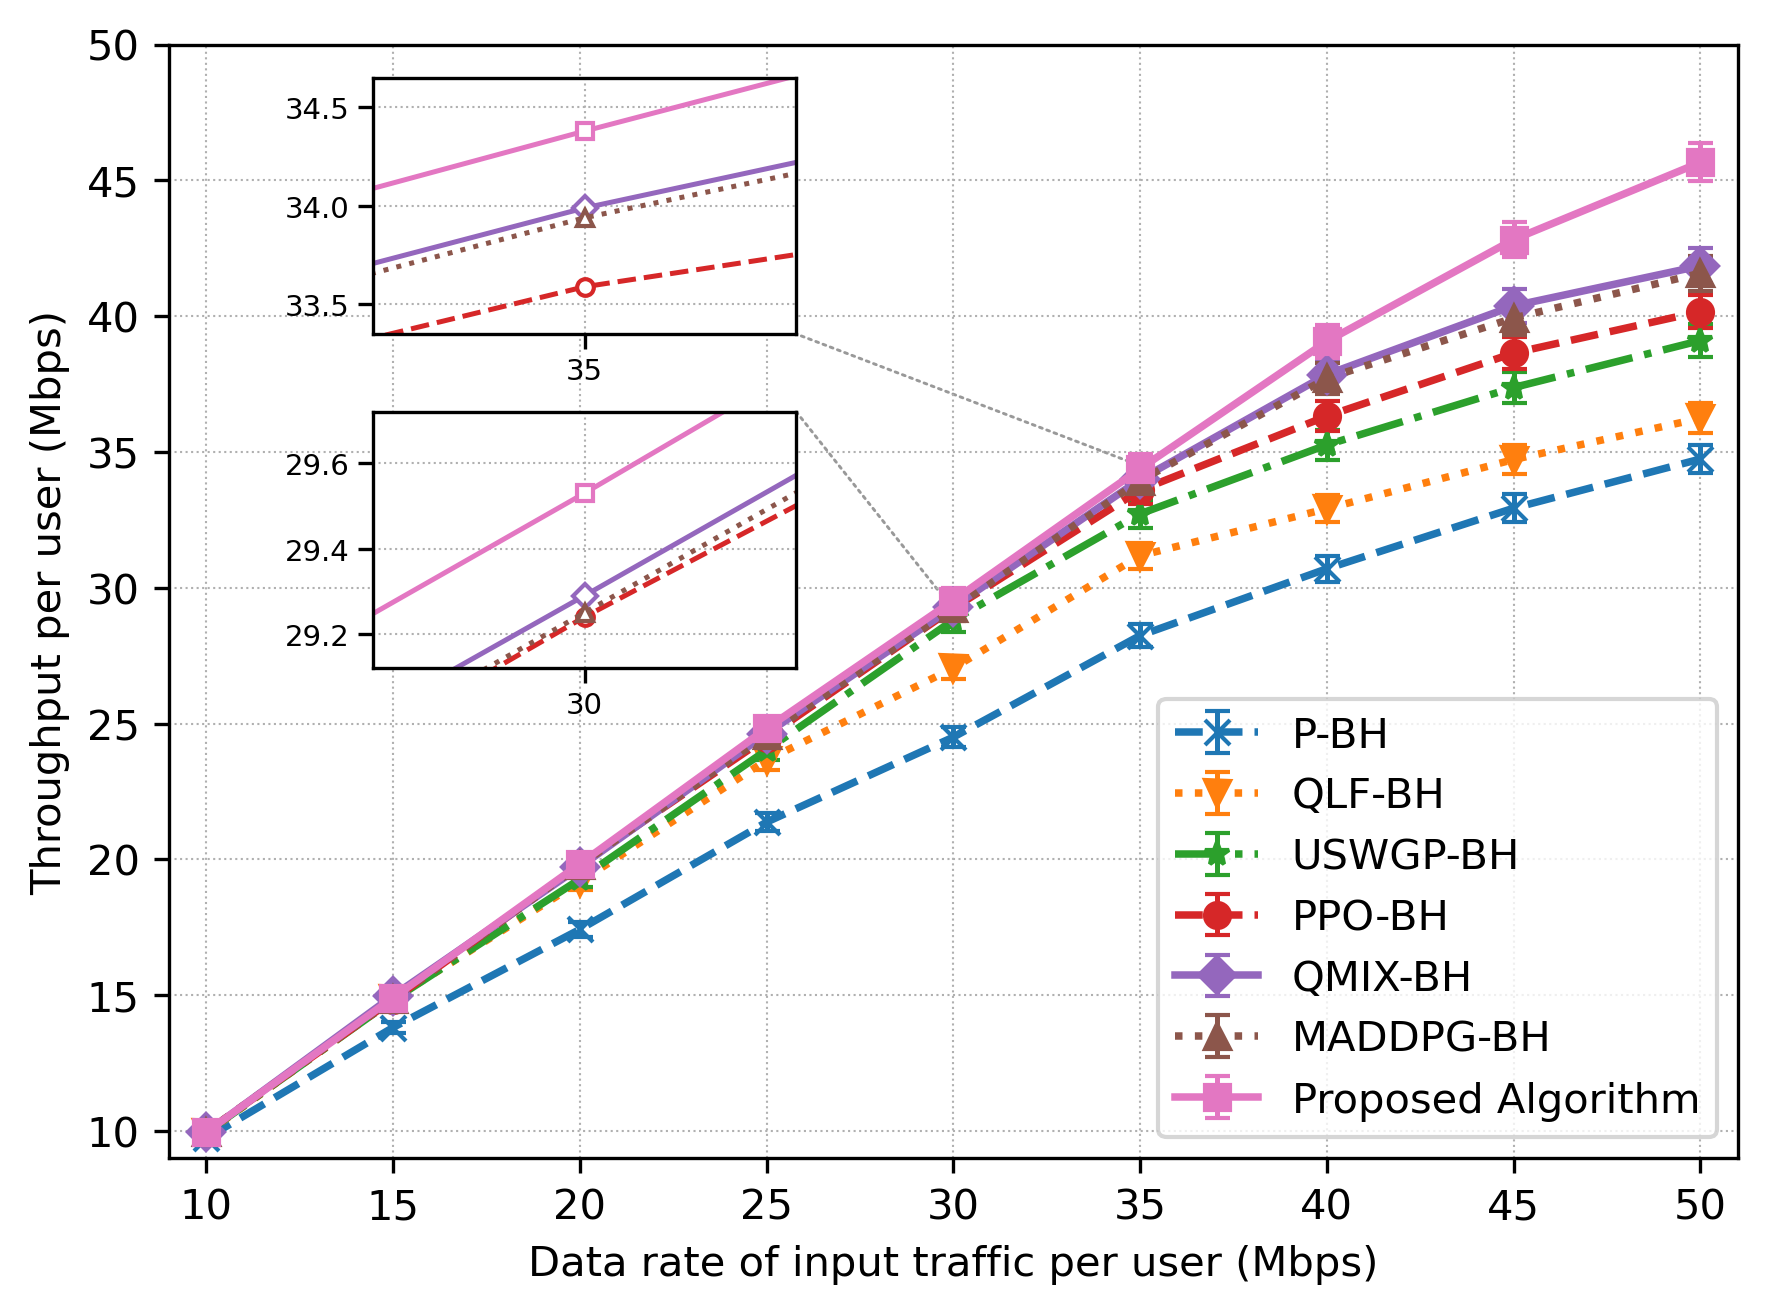 50
45
40
35
30
25
20
15
10
Throughput per user (Mbps)
34.5
34.0
33.5
35
29.6
29.4
29.2
30
P-BH
QLF-BH
USWGP-BH
PPO-BH
QMIX-BH
MADDPG-BH
Proposed Algorithm
10 15 20 25 30 35 40 45 50
Data rate of input traffic per user (Mbps)